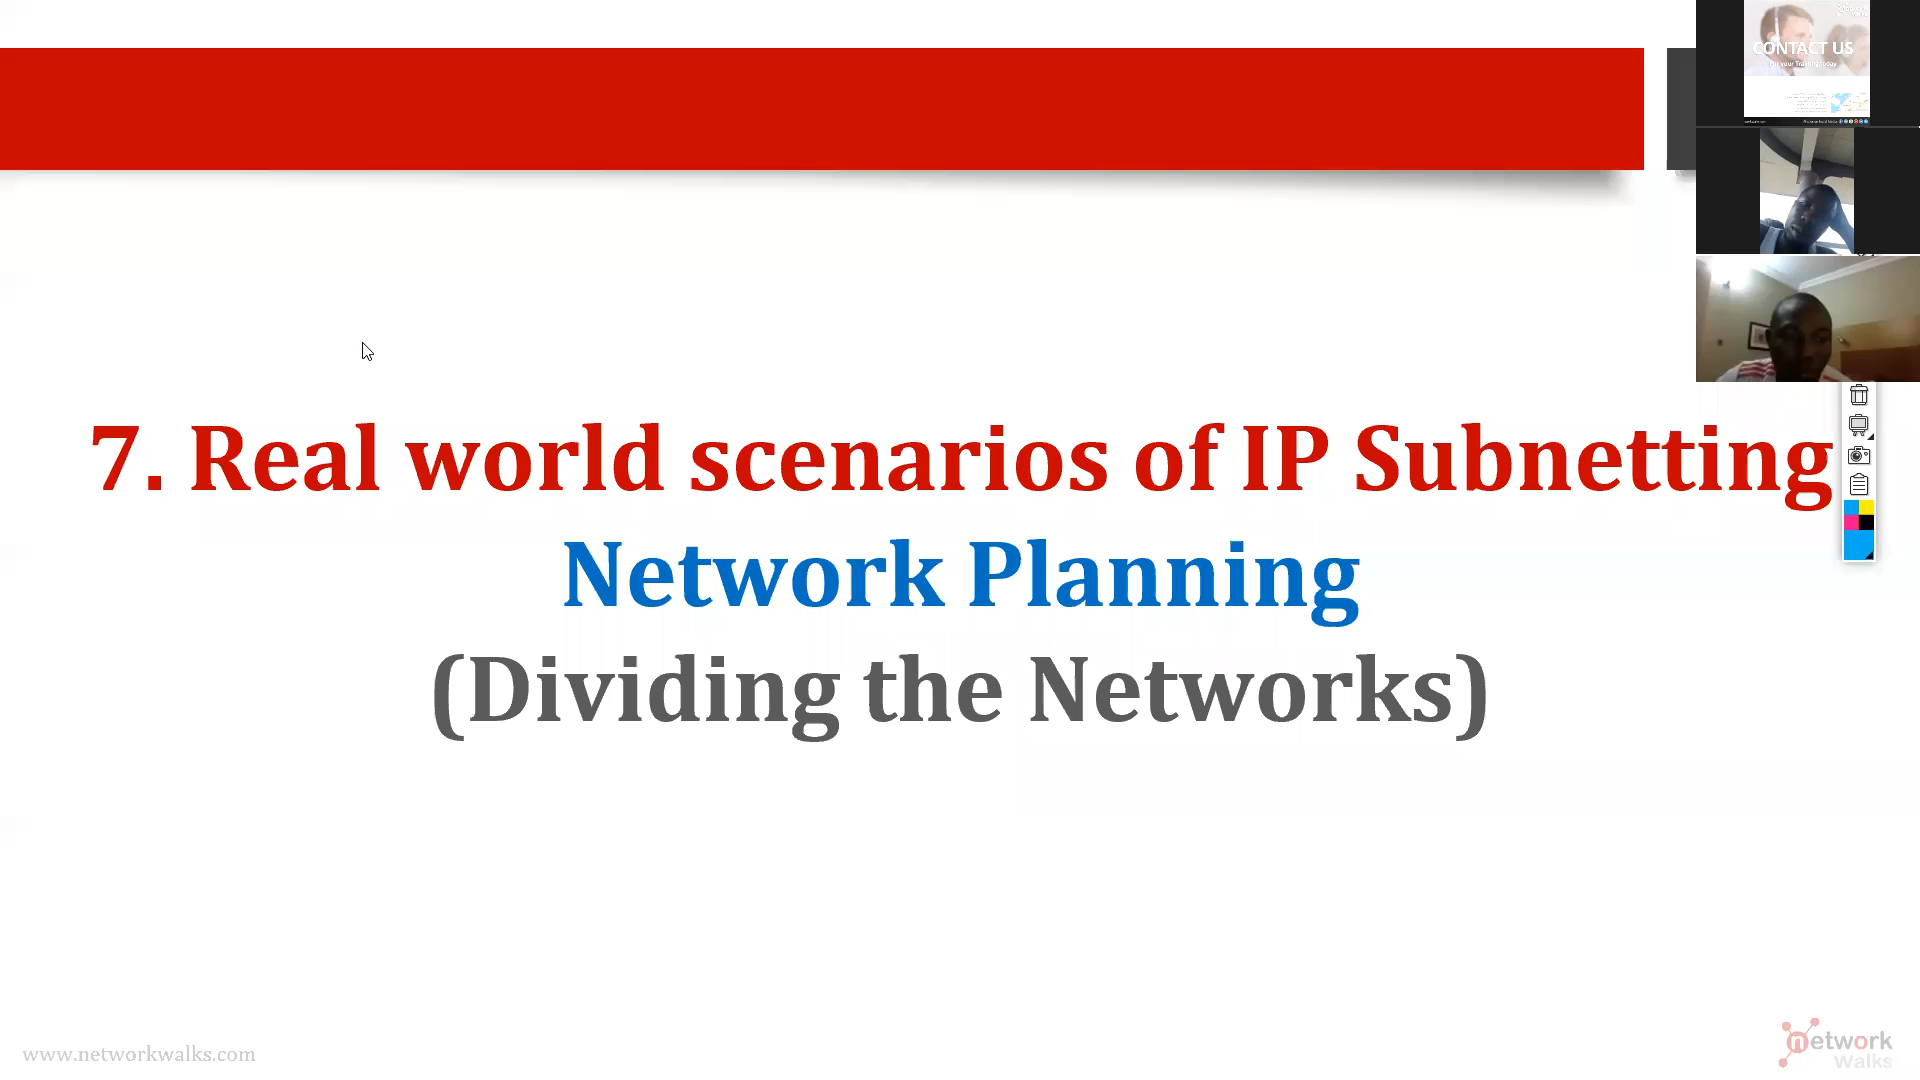 CONTACT US
7. Real world scenarios of IP Subnetting
Network Planning
(Dividing the Networks)
www.networkwalks.com
network
Walks